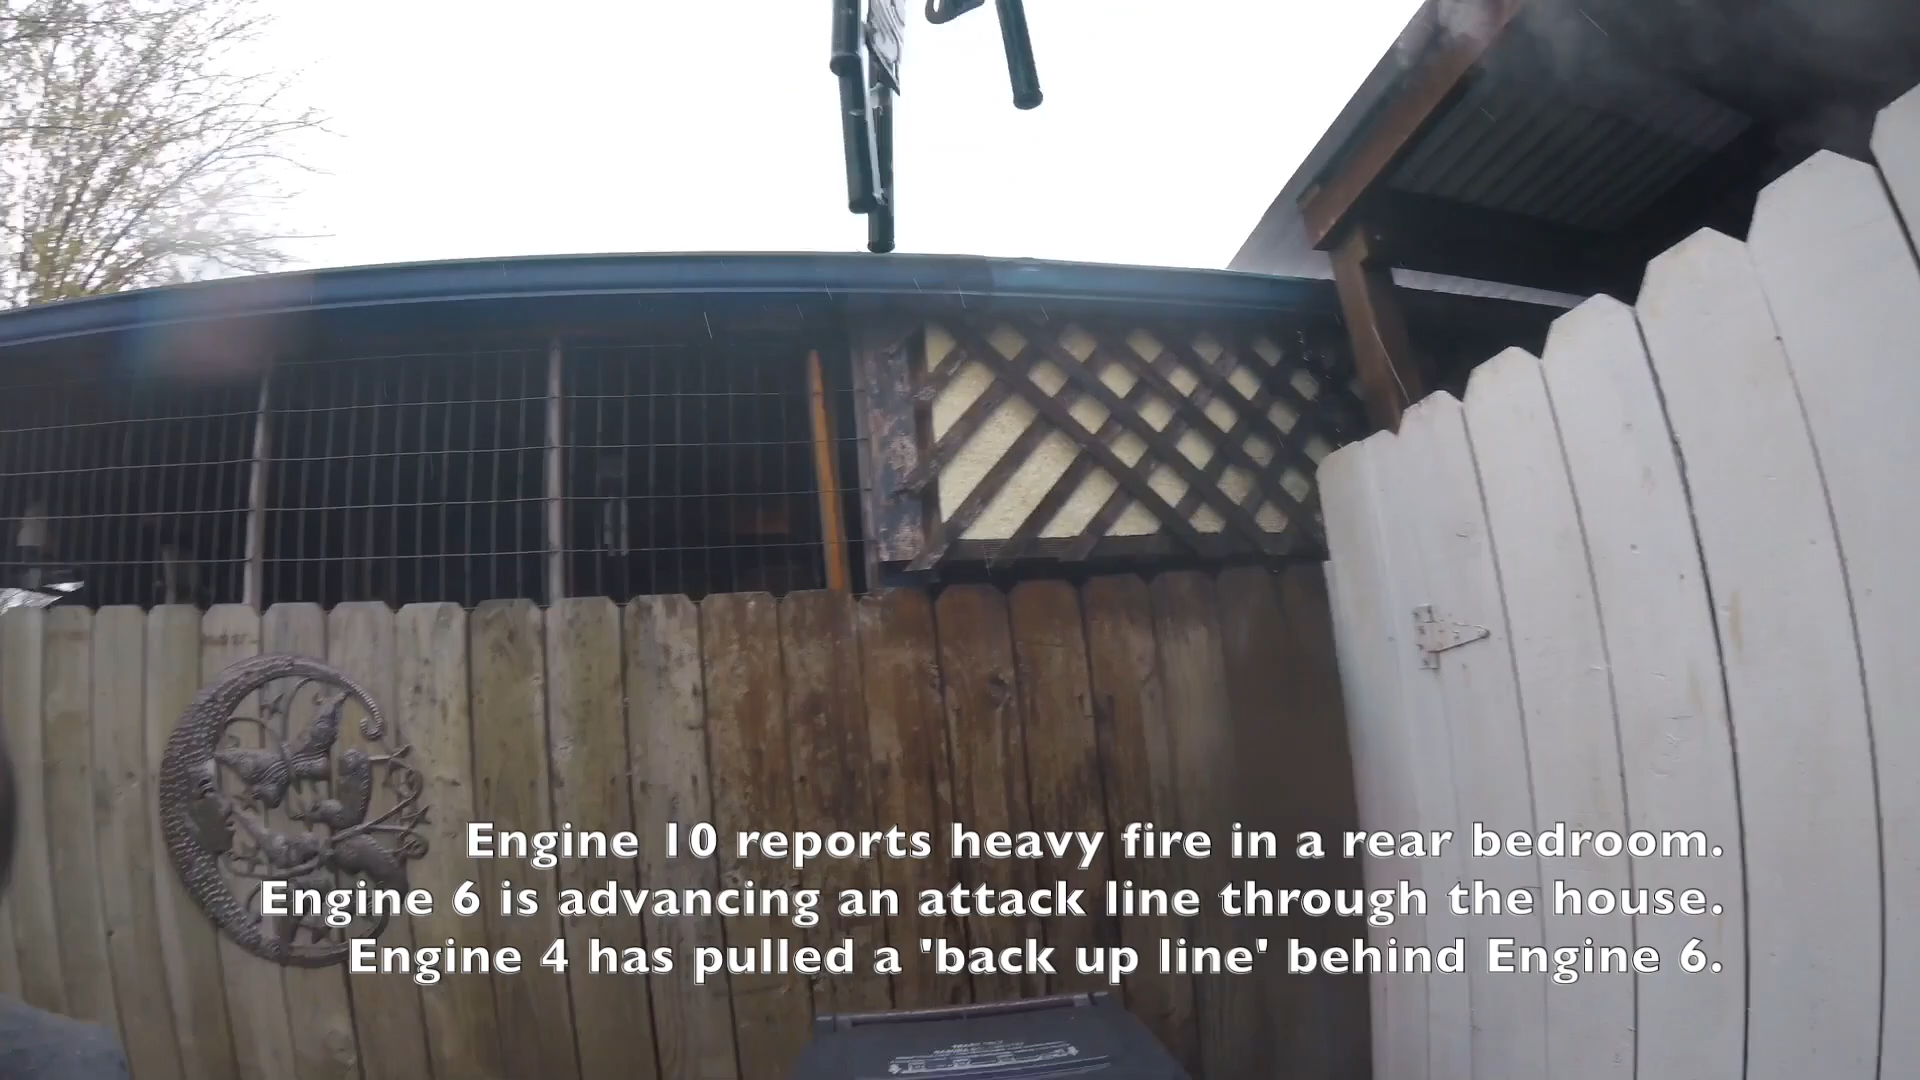 Engine 10 reports heavy fire in a rear bedroom.
Engine 6 is advancing an attack line through the house.
Engine 4 has pulled a 'back up line' behind Engine 6.